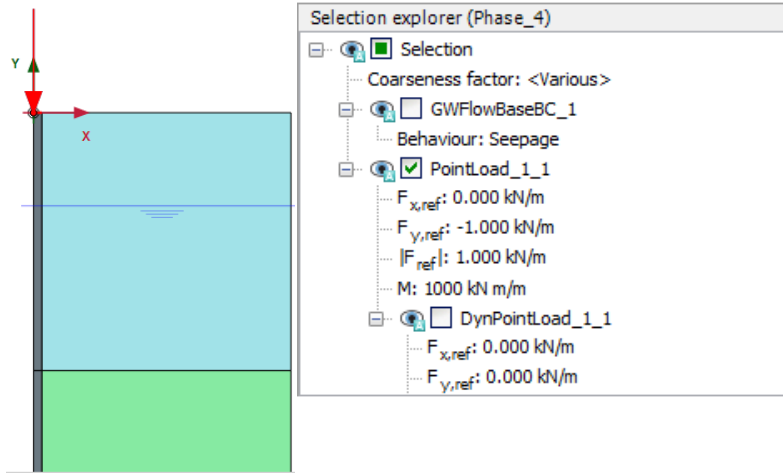 Y
X
Selection explorer (Phase_4)
Selection
Coarseness factor: <Various>
GWFlowBaseBC_1
Behaviour: Seepage
PointLoad_1_1
Fx,ref: 0.000 kN/m
Fy,ref: -1.000 kN/m
|Fref|: 1.000 kN/m
M: 1000 kN m/m
DynPointLoad_1_1
Fx,ref: 0.000 kN/m
Fy,ref: 0.000 kN/m